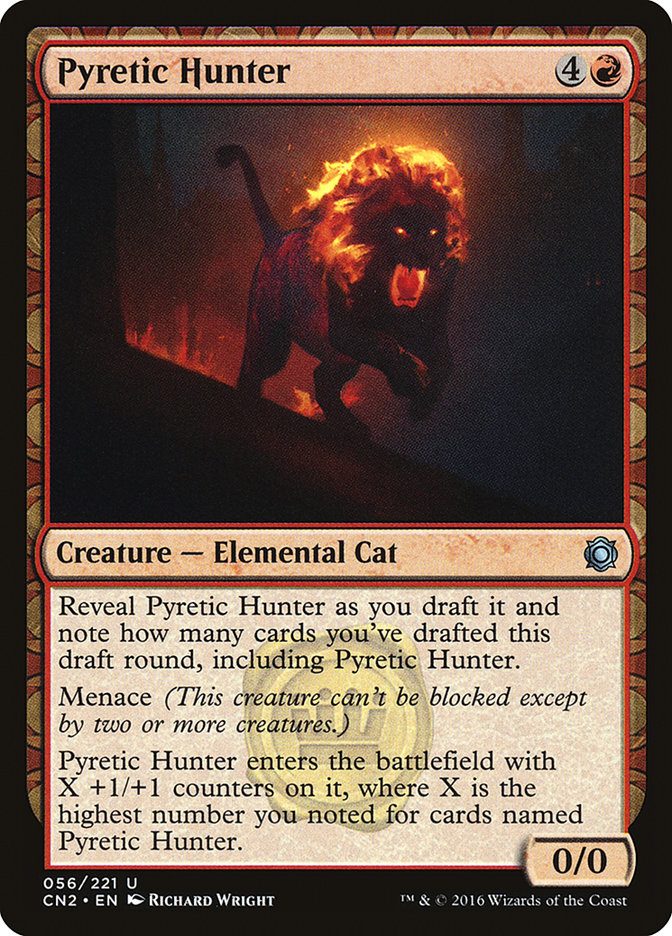 Pyretic Hunter 4
Creature — Elemental Cat
Reveal Pyretic Hunter as you draft it and
note how many cards you've drafted this
draft round, including Pyretic Hunter.
Menace (This creature can't be blocked except
by two or more creatures.)
Pyretic Hunter enters the battlefield with
X +1/+1 counters on it, where X is the
highest number you noted for cards named
Pyretic Hunter.
0/0
056/221 U
CN2 • EN Richard Wright ™ & © 2016 Wizards of the Coast